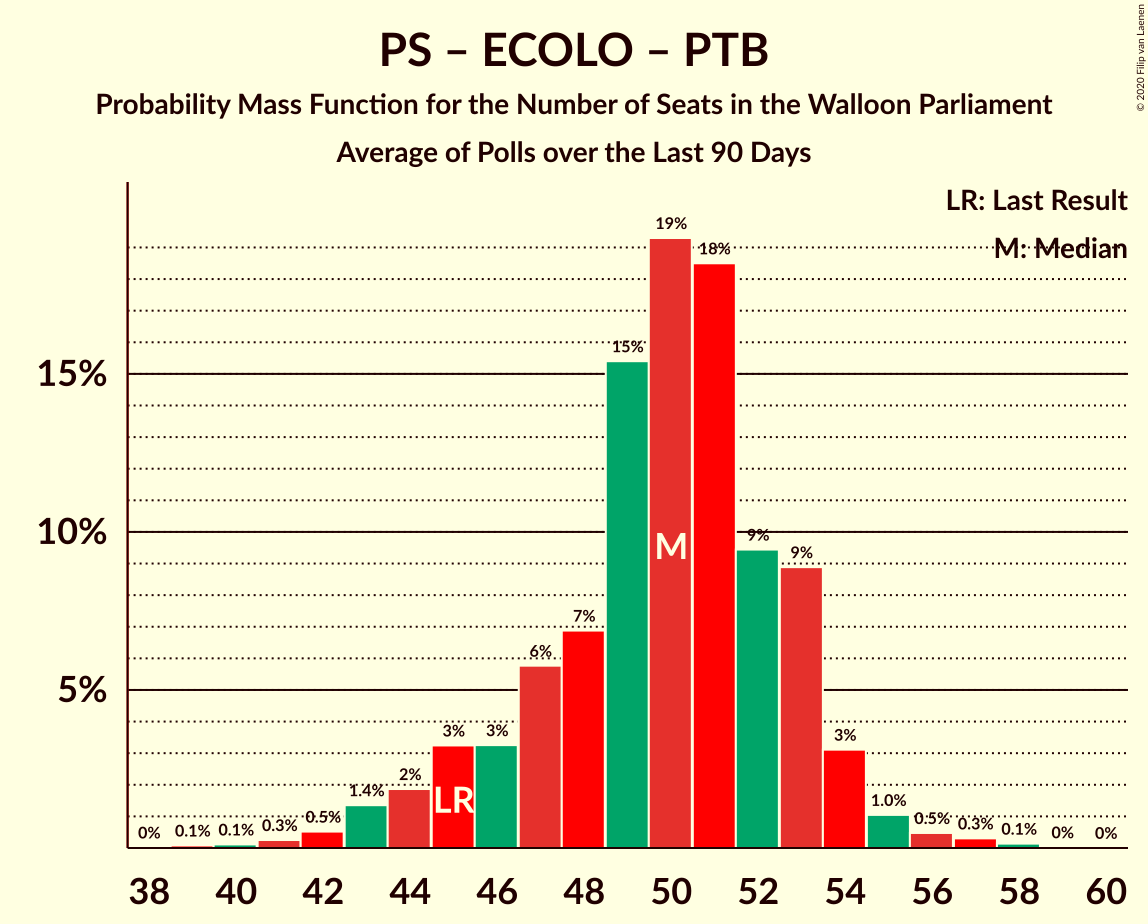 PS – ECOLO – PTB
Probability Mass Function for the Number of Seats in the Walloon Parliament
Average of Polls over the Last 90 Days
© 2020 Filip van Laenen
LR: Last Result
M: Median
15%
10%
5%
0%
0.1%
0.1%
0.3%
0.5%
1.4%
2%
3%
3%
6%
7%
15%
19%
18%
9%
9%
3%
1.0%
0.5%
0.3%
0.1%
0%
0%
LR
M
38 40 42 44 46 48 50 52 54 56 58 60